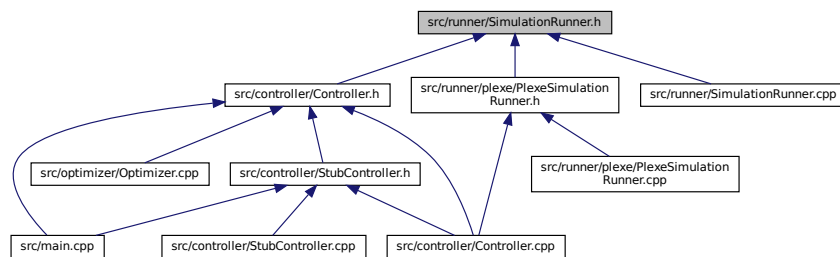 src/runner/SimulationRunner.h
src/controller/Controller.h
src/runner/plexe/PlexeSimulation
Runner.h
src/runner/SimulationRunner.cpp
src/optimizer/Optimizer.cpp
src/controller/StubController.h
src/runner/plexe/PlexeSimulation
Runner.cpp
src/main.cpp
src/controller/StubController.cpp
src/controller/Controller.cpp